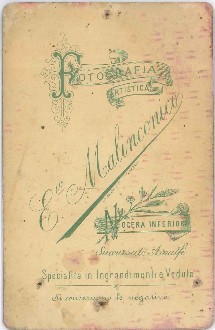 FOTOGRAFIA
ARTISTICA
E. Malinconico
NOCERA INFERIORE
Succursale Amalfi
Specialità in Ingrandimenti e Vedute
Si conservano le negative